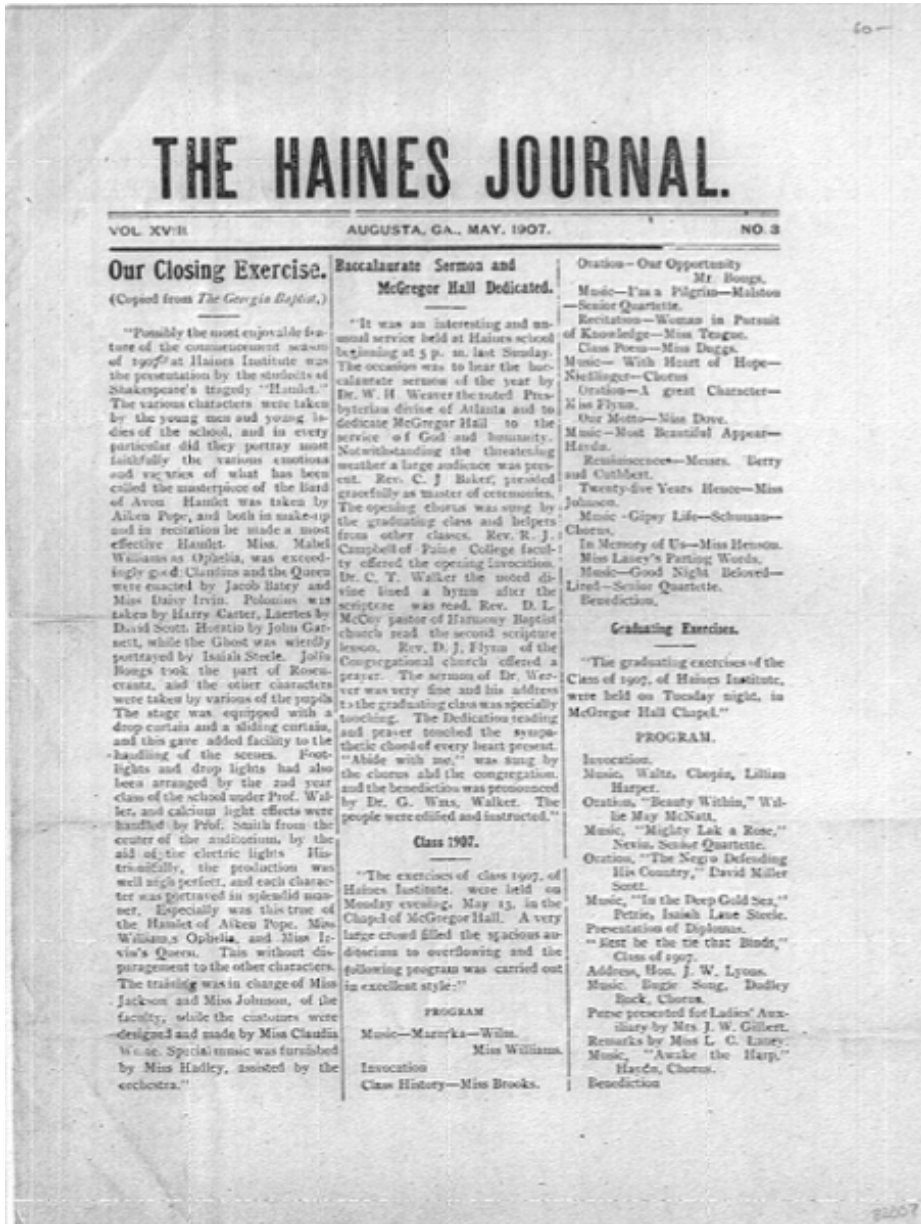 60—
THE HAINES JOURNAL.
VOL. XVIII AUGUSTA, GA., MAY, 1907. NO. 3
Our Closing Exercise.
(Copied from The Georgia Baptist.)
"Possibly the most enjoyable fea-
ture of the commencement season
of 1907 at Haines Institute was
the presentation by the students of
Shakespeare's tragedy "Hamlet."
The various characters were taken
by the young men and young la-
dies of the school, and in every
particular did they portray most
faithfully the various emotions
and vagaries of what has been
called the masterpiece of the Bard
of Avon Hamlet was taken by
Aiken Pope, and both in make-up
and in recitation he made a most
effective Hamlet. Miss. Mabel
Williams as Ophelia, was exceed-
ingly good: Claudius and the Queen
were enacted by Jacob Batey and
Miss Daisy Irvin. Polonius was
taken by Harry Carter, Laertes by
David Scott. Horatio by John Gar-
nett, while the Ghost was wierdly
portrayed by Isaiah Steele. John
Bongs took the part of Rosen-
crantz, and the other characters
were taken by various of the pupils
The stage was equipped with a
drop curtain and a sliding curtain,
and this gave added facility to the
handling of the scenes. Foot-
lights and drop lights had also
been arranged by the 2nd year
class of the school under Prof. Wal-
ler, and calcium light effects were
handled by Prof. Smith from the
center of the auditorium, by the
aid of the electric lights His-
trionically, the production was
well nigh perfect, and each charac-
ter was portrayed in splendid man-
ner. Especially was this true of
the Hamlet of Aiken Pope, Miss
William,s Ophelia, and Miss Ir-
vin's Queen. This without dis-
paragement to the other characters.
The training was in charge of Miss
Jackson and Miss Johnson, of the
faculty, while the costumes were
designed and made by Miss Claudia
Special music was furnished
by Miss Hadley, assisted by the
orchestra."
Baccalaurate Sermon and
McGregor Hall Dedicated.
"It was an interesting and un-
usual service held at Haines school
beginning at 5 p. m. last Sunday.
The occasion was to hear the bac-
calaurate sermon of the year by
Dr. W. H. Weaver the noted Pres-
byterian divine of Atlanta and to
dedicate McGregor Hall to the
service of God and humanity.
Notwithstanding the threatening
weather a large audience was pres-
ent. Rev. C. J Baker, presided
gracefully as master of ceremonies.
The opening chorus was sung by
the graduating class and helpers
from other classes. Rev. R. J.
Campbell of Paine College facul-
ty offered the opening invocation.
Dr. C. T. Walker the noted di-
vine lined a hymn after the
scripture was read. Rev. D. L.
McCoy pastor of Harmony Baptist
church read the second scripture
lesson. Rev. D. J. Flynn of the
Congregational church offered a
prayer. The sermon of Dr. Wer-
ver was very fine and his address
to the graduating class was specially
touching. The Dedication reading
and prayer touched the sympa-
thetic chord of every heart present.
"Abide with me," was sung by
the chorus abd the congregation,
and the benediction was pronounced
by Dr. G. Wms, Walker. The
people were edified and instructed."
Class 1907.
"The exercises of class 1907, of
Haines Institute, were held on
Monday evening, May 13, in the
Chapel of McGregor Hall. A very
large crowd filled the spacious au-
ditorium to overflowing and the
following program was carried out
in excellent style:"
PROGRAM
Music—Mazurka—Wilm.
Miss Williams.
Invocation
Class History—Miss Brooks.
Oration—Our Opportunity
Mr. Bongs.
Music—I'm a Pilgrim—Malston
—Senior Quartette.
Recitation—Woman in Pursuit
of Knowledge—Miss Teague.
Class Poem—Miss Duggs.
Music—With Heart of Hope—
Chorus
Oration—A great Character—
Miss Flynn.
Our Motto—Miss Dove.
Music—Most Beautiful Appear—
Haydn.
Reminiscences—Messrs. Berry
and Cuthbert.
Twenty-five Years Hence—Miss
Johnson.
Music—Gipsy Life—Schuman—
Chorus.
In Memory of Us—Miss Henson.
Miss Laney's Parting Words.
Music—Good Night Beloved—
Senior Quartette.
Benediction.
Graduating Exercises.
"The graduating exercises of the
Class of 1907, of Haines Institute,
were held on Tuesday night, in
McGregor Hall Chapel."
PROGRAM.
Invocation.
Music, Waltz, Chopin, Lillian
Harper.
Oration, "Beauty Within," Wil-
lie May McNatt.
Music, "Mighty Lak a Rose,"
Nevin, Senior Quartette.
Oration, "The Negro Defending
His Country," David Miller
Scott.
Music, "In the Deep Gold Sea,"
Petrie, Isaiah Lane Steele.
Presentation of Diplomas.
be the tie that Binds,"
Class of 1907.
Address, Hon. J. W. Lyons.
Music. Bugle Song, Dudley
Buck, Chorus.
Purse presented for Ladies' Aux-
iliary by Mrs. J. W. Gilbert.
Remarks by Miss L. C. Laney.
Music, "Awake the Harp,"
Haydn, Chorus.
Benediction